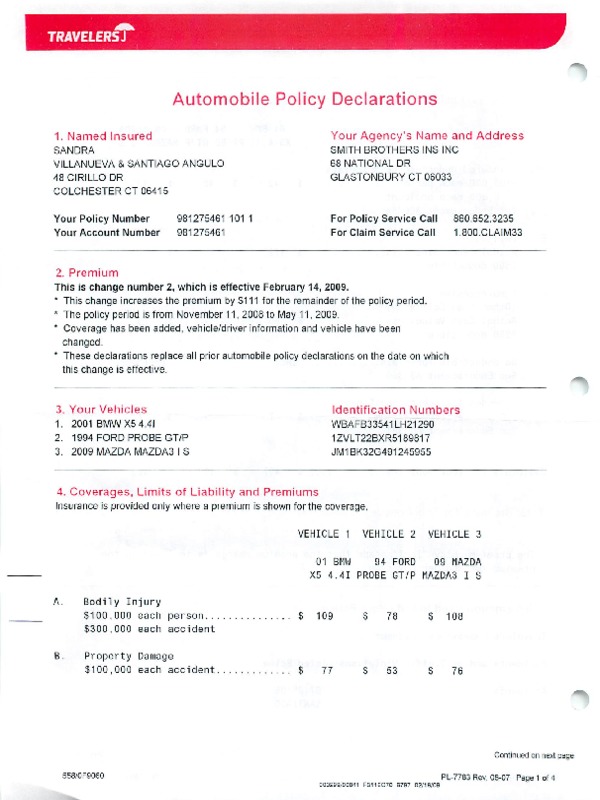 TRAVELERS
Automobile Policy Declarations
1. Named Insured
SANDRA
VILLANUEVA & SANTIAGO ANGULO
48 CIRILLO DR
COLCHESTER CT 06415
Your Agency's Name and Address
SMITH BROTHERS INS INC
68 NATIONAL DR
GLASTONBURY CT 06033
Your Policy Number 981275461 101 1
Your Account Number 981275461
For Policy Service Call 860.652.3235
For Claim Service Call 1.800.CLAIM33
2. Premium
This is change number 2, which is effective February 14, 2009.
* This change increases the premium by $111 for the remainder of the policy period.
* The policy period is from November 11, 2008 to May 11, 2009.
* Coverage has been added, vehicle/driver information and vehicle have been
changed.
* These declarations replace all prior automobile policy declarations on the date on which
this change is effective.
3. Your Vehicles Identification Numbers
1. 2001 BMW X5 4.4I WBAFB33541LH21290
2. 1994 FORD PROBE GT/P 1ZVLT22BXR5189817
3. 2009 MAZDA MAZDA3 I S JM1BK32G491245955
4. Coverages, Limits of Liability and Premiums
Insurance is provided only where a premium is shown for the coverage.
VEHICLE 1 VEHICLE 2 VEHICLE 3
01 BMW 94 FORD 09 MAZDA
X5 4.4I PROBE GT/P MAZDA3 I S
A. Bodily Injury
$100,000 each person............... $ 109 $ 78 $ 108
$300,000 each accident
B. Property Damage
$100,000 each accident............. $ 77 $ 53 $ 76
Continued on next page
PL-7783 Rev. 06-07 Page 1 of 4